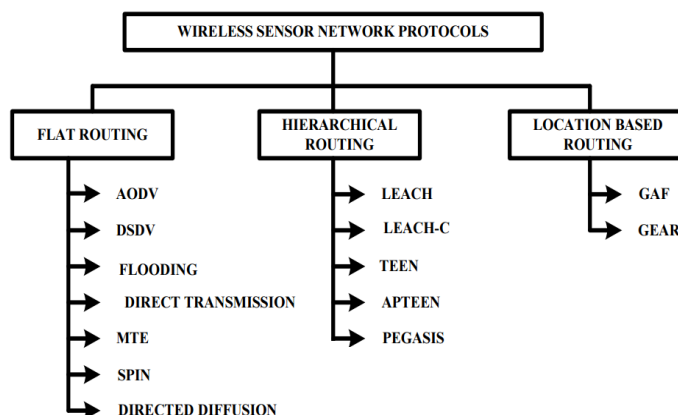 WIRELESS SENSOR NETWORK PROTOCOLS
FLAT ROUTING
AODV
DSDV
FLOODING
DIRECT TRANSMISSION
MTE
SPIN
DIRECTED DIFFUSION
HIERARCHICAL
ROUTING
LEACH
LEACH-C
TEEN
APTEEN
PEGASIS
LOCATION BASED
ROUTING
GAF
GEAR